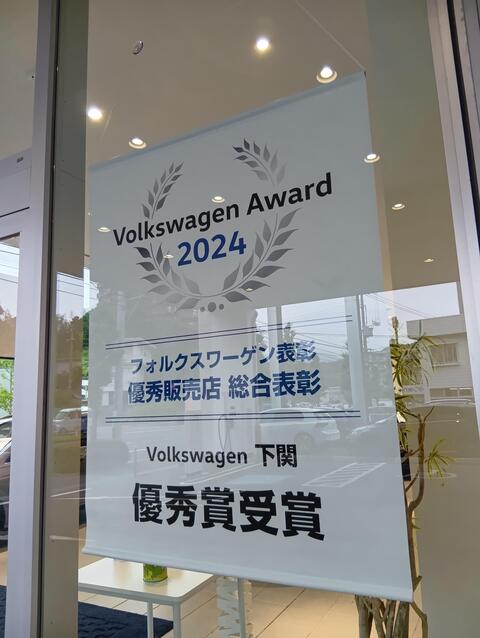 Volkswagen Award
2024
フォルクスワーゲン表彰
優秀販売店 総合表彰
Volkswagen 下関
優秀賞受賞